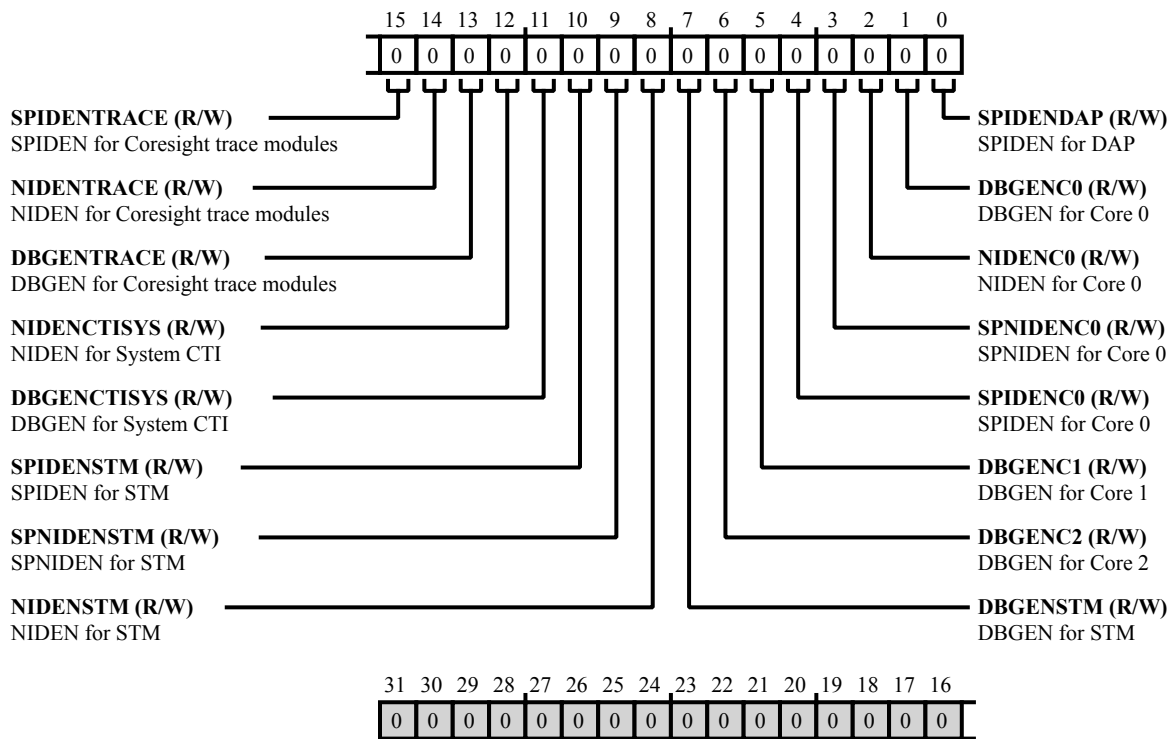 15 14 13 12 11 10 9 8 7 6 5 4 3 2 1 0
0 0 0 0 0 0 0 0 0 0 0 0 0 0 0 0
SPIDENTRACE (R/W)
SPIDEN for Coresight trace modules
NIDENTRACE (R/W)
NIDEN for Coresight trace modules
DBGENTRACE (R/W)
DBGEN for Coresight trace modules
NIDENCTISYS (R/W)
NIDEN for System CTI
DBGENCTISYS (R/W)
DBGEN for System CTI
SPIDENSTM (R/W)
SPIDEN for STM
SPNIDENSTM (R/W)
SPNIDEN for STM
NIDENSTM (R/W)
NIDEN for STM
SPIDENDAP (R/W)
SPIDEN for DAP
DBGENC0 (R/W)
DBGEN for Core 0
NIDENC0 (R/W)
NIDEN for Core 0
SPNIDENC0 (R/W)
SPNIDEN for Core 0
SPIDENC0 (R/W)
SPIDEN for Core 0
DBGENC1 (R/W)
DBGEN for Core 1
DBGENC2 (R/W)
DBGEN for Core 2
DBGENSTM (R/W)
DBGEN for STM
31 30 29 28 27 26 25 24 23 22 21 20 19 18 17 16
0 0 0 0 0 0 0 0 0 0 0 0 0 0 0 0